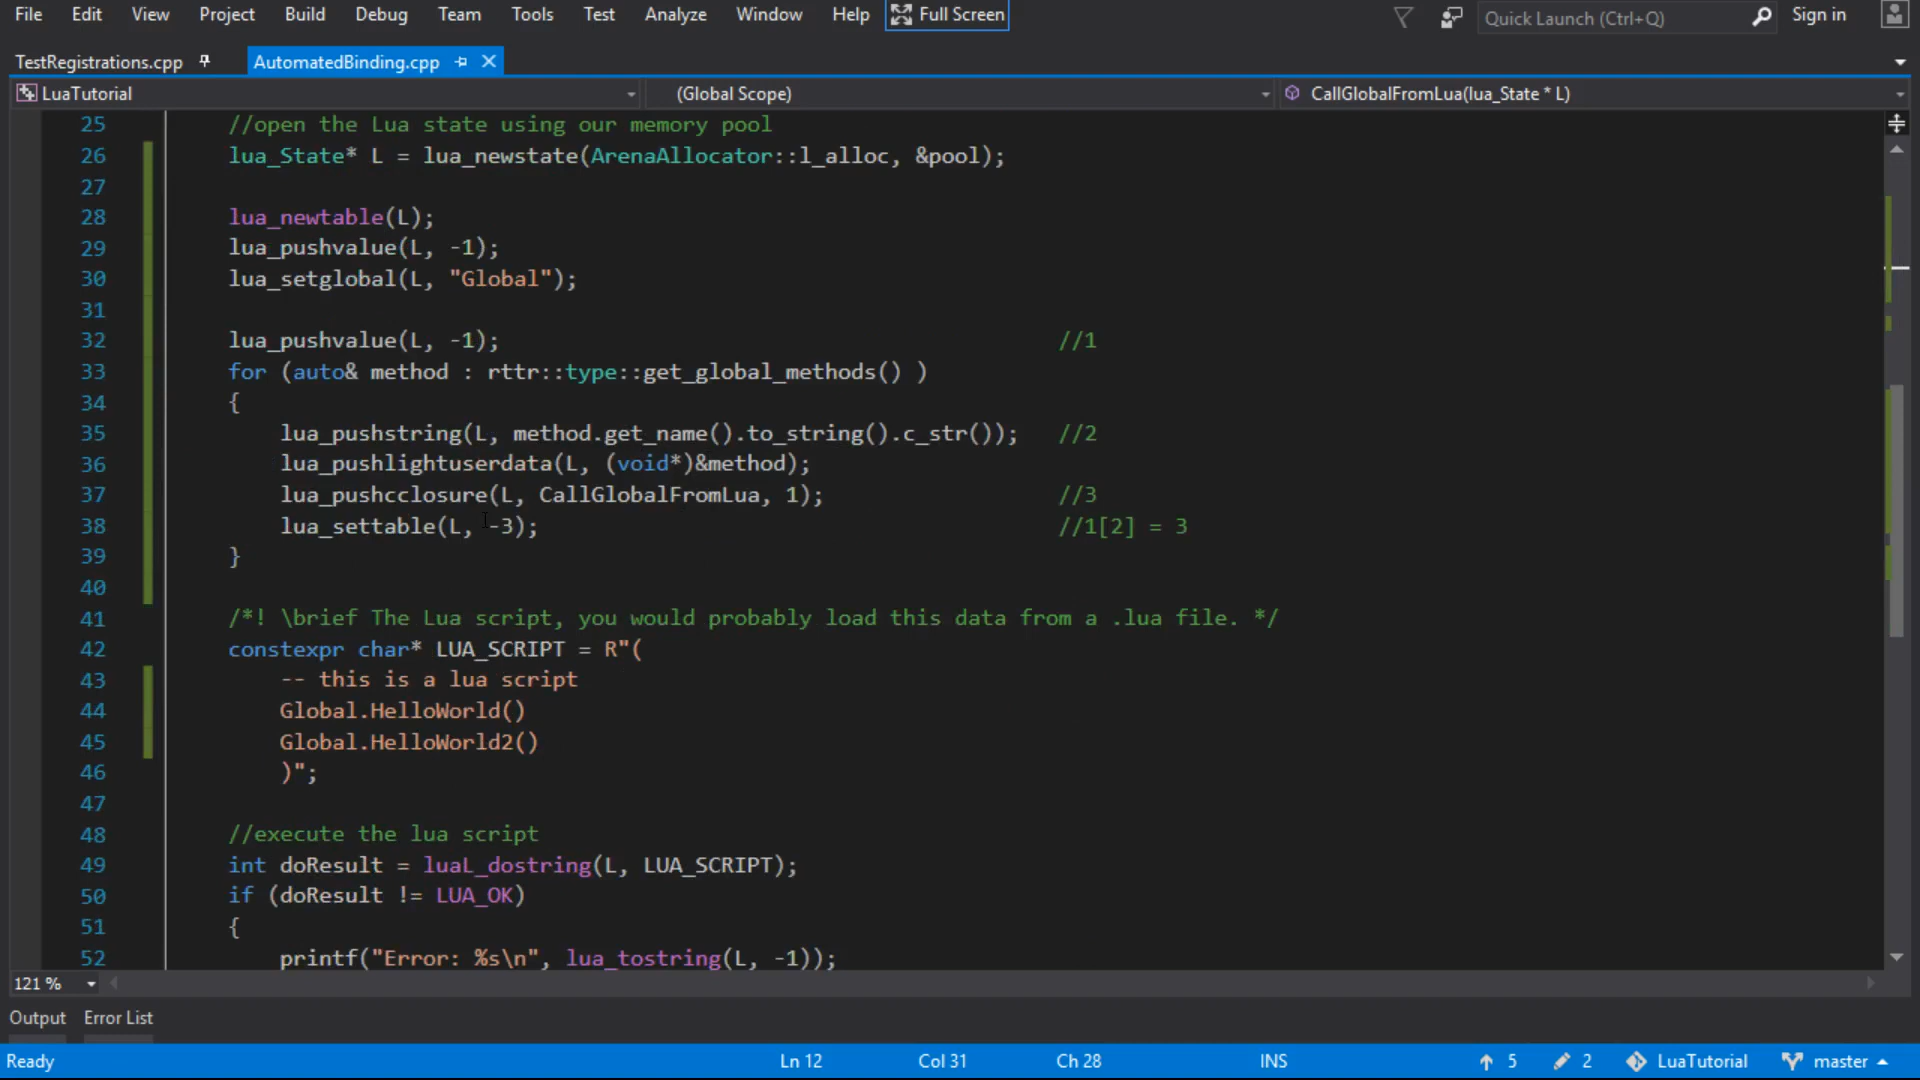 File Edit View Project Build Debug Team Tools Test Analyze Window Help Full Screen Quick Launch (Ctrl+Q) Sign in
TestRegistrations.cpp AutomatedBinding.cpp
LuaTutorial (Global Scope) CallGlobalFromLua(lua_State * L)
25 //open the Lua state using our memory pool
26 lua_State* L = lua_newstate(ArenaAllocator::l_alloc, &pool);
27
28 lua_newtable(L);
29 lua_pushvalue(L, -1);
30 lua_setglobal(L, "Global");
31
32 lua_pushvalue(L, -1); //1
33 for (auto& method : rttr::type::get_global_methods() )
34 {
35 lua_pushstring(L, method.get_name().to_string().c_str()); //2
36 lua_pushlightuserdata(L, (void*)&method);
37 lua_pushcclosure(L, CallGlobalFromLua, 1); //3
38 lua_settable(L, -3); //1[2] = 3
39 }
40
41 /*! \brief The Lua script, you would probably load this data from a .lua file. */
42 constexpr char* LUA_SCRIPT = R"(
43 -- this is a lua script
44 Global.HelloWorld()
45 Global.HelloWorld2()
46 )";
47
48 //execute the lua script
49 int doResult = luaL_dostring(L, LUA_SCRIPT);
50 if (doResult != LUA_OK)
51 {
52 printf("Error: %s\n", lua_tostring(L, -1));
121 %
Output Error List
Ready Ln 12 Col 31 Ch 28 INS 5 2 LuaTutorial master